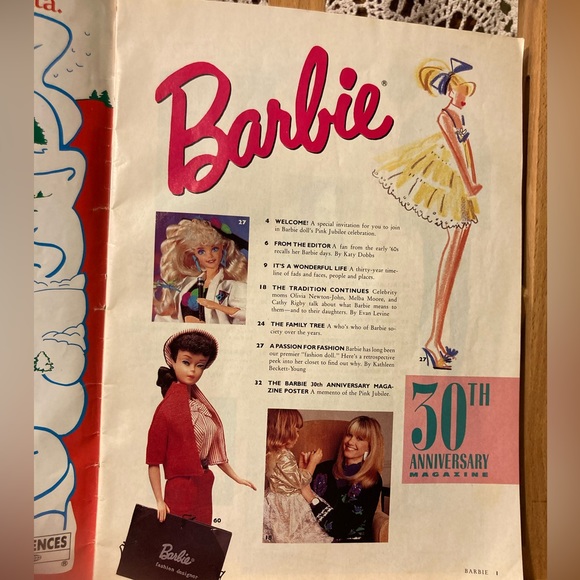 ta.
Barbie®
27
4 WELCOME! A special invitation for you to join
in Barbie doll's Pink Jubilee celebration.
6 FROM THE EDITOR A fan from the early '60s
recalls her Barbie days. By Katy Dobbs
9 IT'S A WONDERFUL LIFE A thirty-year time-
line of fads and faces, people and places.
18 THE TRADITION CONTINUES Celebrity
moms Olivia Newton-John, Melba Moore, and
Cathy Rigby talk about what Barbie means to
them—and to their daughters. By Evan Levine
24 THE FAMILY TREE A who's who of Barbie so-
ciety over the years.
27 A PASSION FOR FASHION Barbie has long been
our premier "fashion doll." Here's a retrospective
peek into her closet to find out why. By Kathleen
Beckett-Young
32 THE BARBIE 30th ANNIVERSARY MAGA-
ZINE POSTER A memento of the Pink Jubilee.
27
30TH
ANNIVERSARY
MAGAZINE
60
18
Barbie®
fashion designer
ENCES
®
BARBIE 1